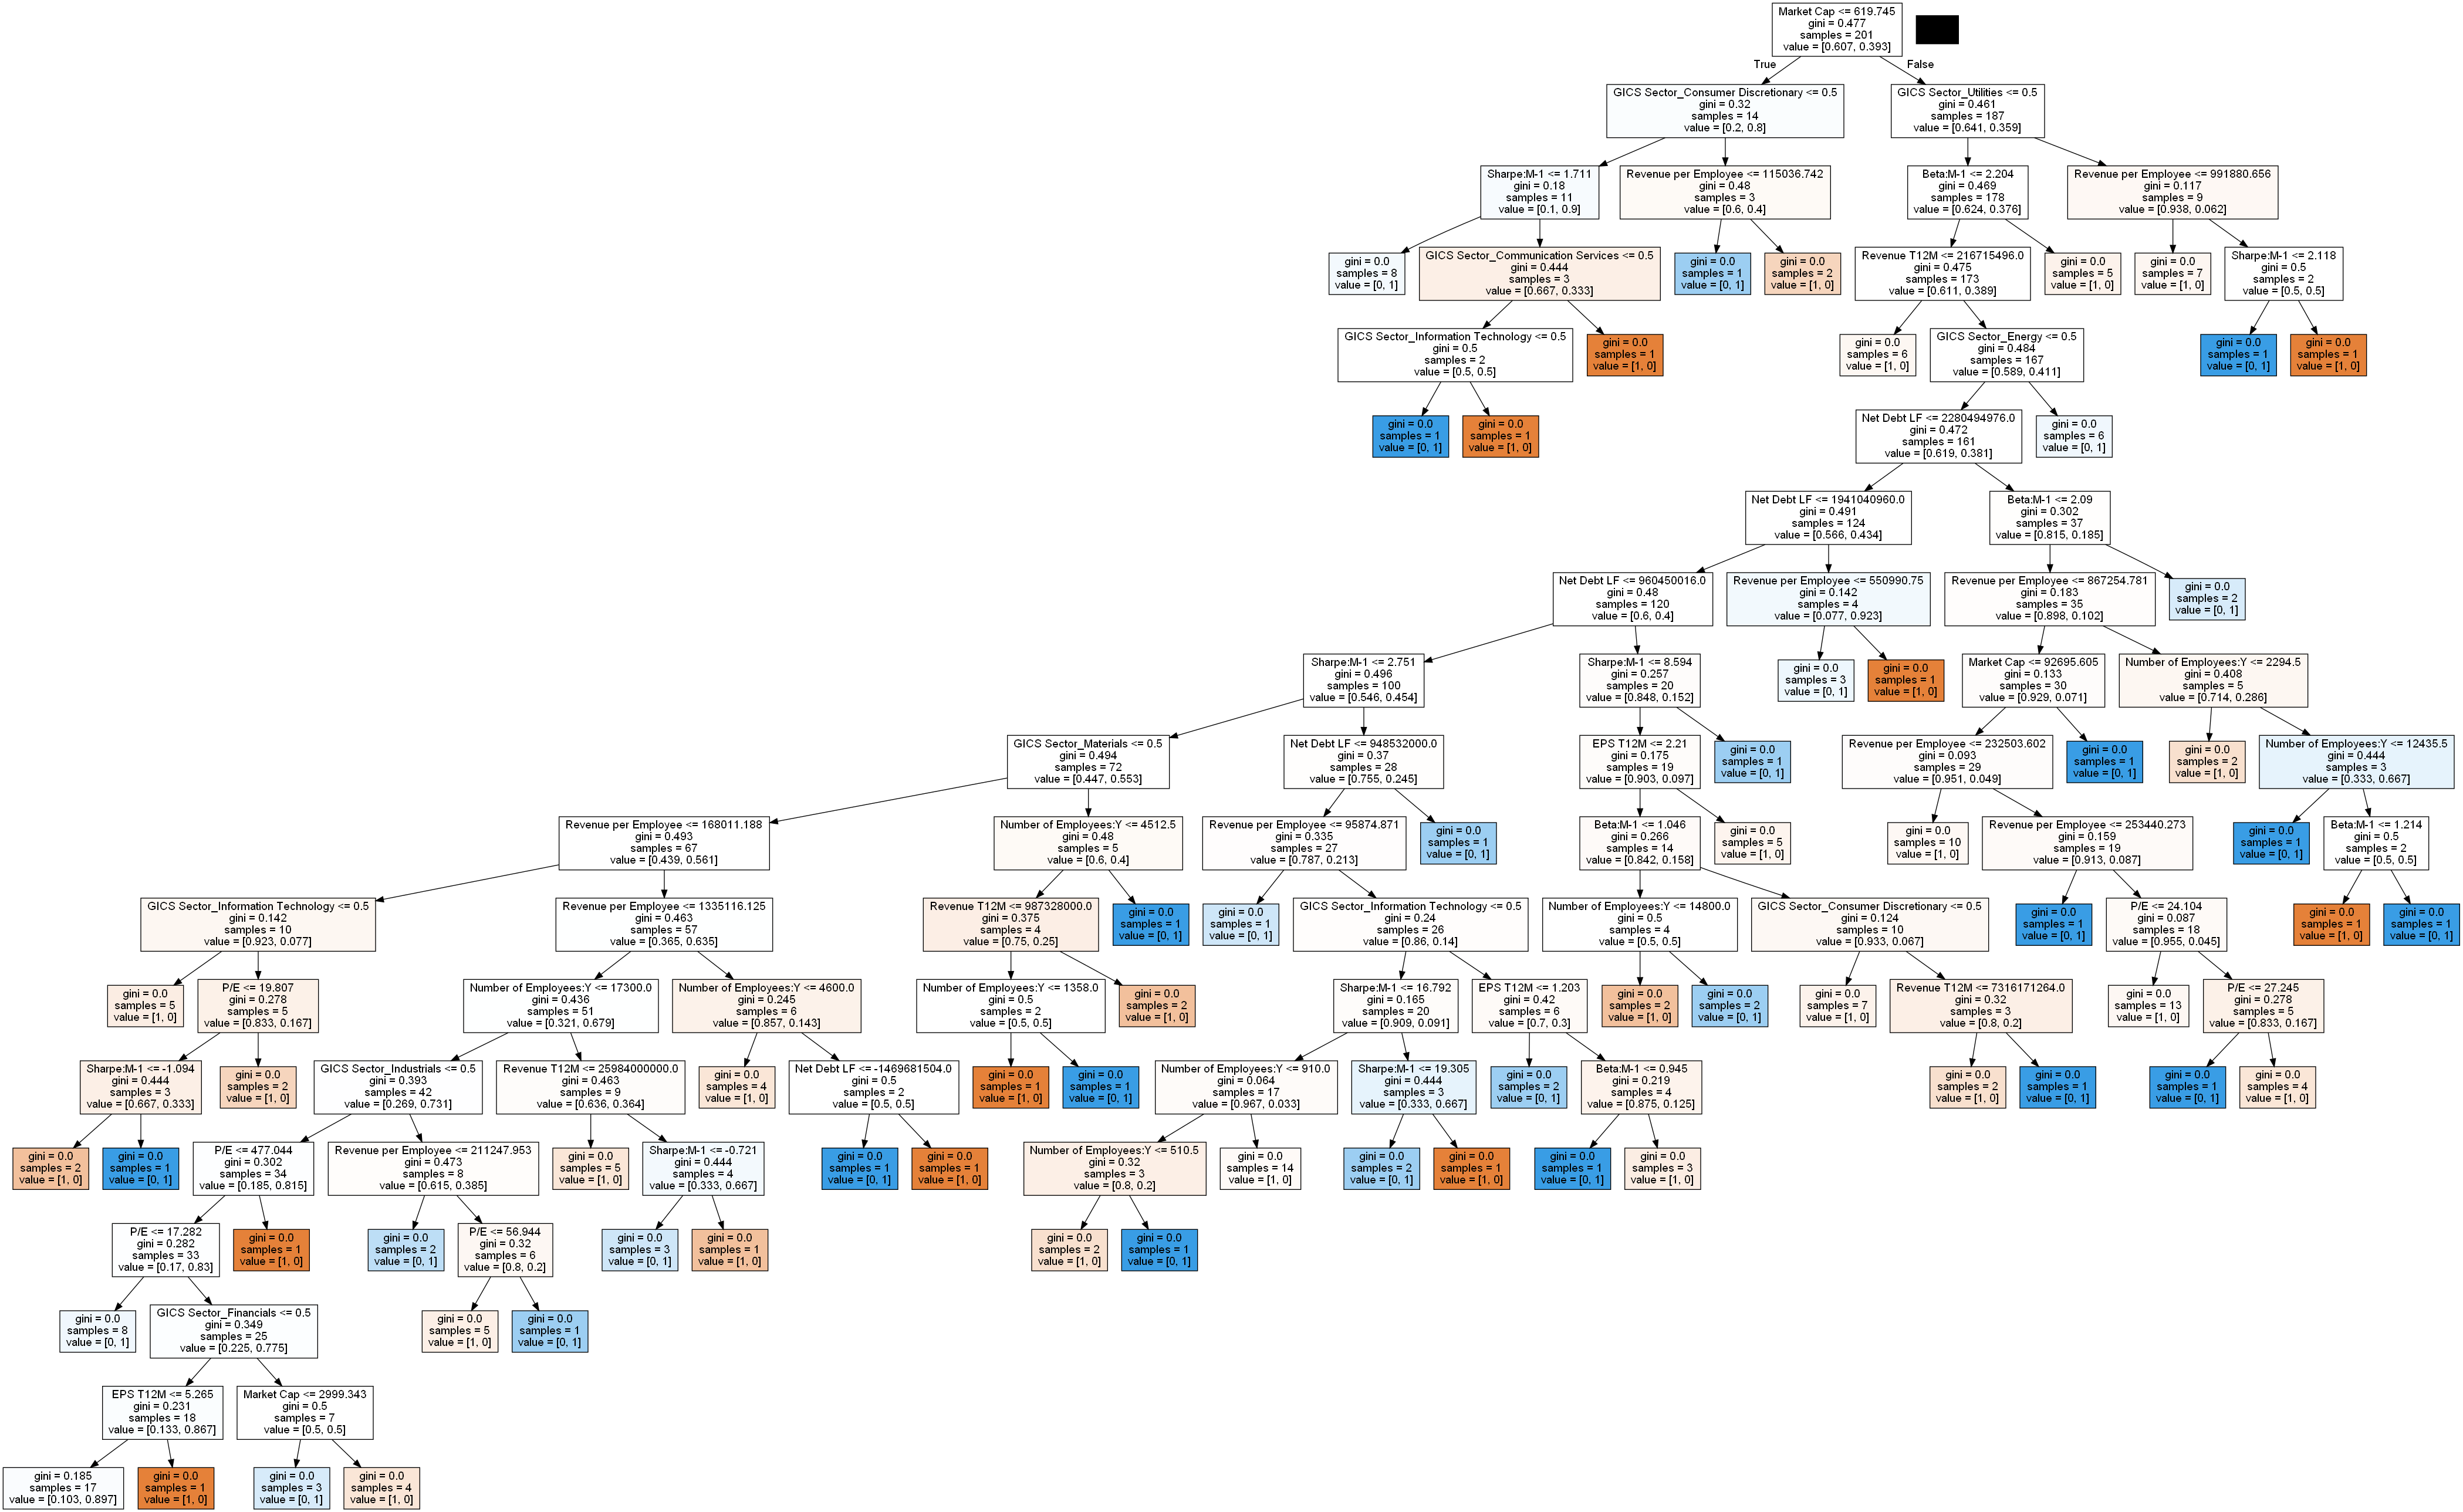 Market Cap <= 619.745
gini = 0.477
samples = 201
value = [0.607, 0.393]
True
False
GICS Sector_Consumer Discretionary <= 0.5
gini = 0.32
samples = 14
value = [0.2, 0.8]
GICS Sector_Utilities <= 0.5
gini = 0.461
samples = 187
value = [0.641, 0.359]
Sharpe:M-1 <= 1.711
gini = 0.18
samples = 11
value = [0.1, 0.9]
Revenue per Employee <= 115036.742
gini = 0.48
samples = 3
value = [0.6, 0.4]
Beta:M-1 <= 2.204
gini = 0.469
samples = 178
value = [0.624, 0.376]
Revenue per Employee <= 991880.656
gini = 0.117
samples = 9
value = [0.938, 0.062]
gini = 0.0
samples = 8
value = [0, 1]
GICS Sector_Communication Services <= 0.5
gini = 0.444
samples = 3
value = [0.667, 0.333]
gini = 0.0
samples = 1
value = [0, 1]
gini = 0.0
samples = 2
value = [1, 0]
Revenue T12M <= 216715496.0
gini = 0.475
samples = 173
value = [0.611, 0.389]
gini = 0.0
samples = 5
value = [1, 0]
gini = 0.0
samples = 7
value = [1, 0]
Sharpe:M-1 <= 2.118
gini = 0.5
samples = 2
value = [0.5, 0.5]
GICS Sector_Information Technology <= 0.5
gini = 0.5
samples = 2
value = [0.5, 0.5]
gini = 0.0
samples = 1
value = [1, 0]
gini = 0.0
samples = 6
value = [1, 0]
GICS Sector_Energy <= 0.5
gini = 0.484
samples = 167
value = [0.589, 0.411]
gini = 0.0
samples = 1
value = [0, 1]
gini = 0.0
samples = 1
value = [1, 0]
gini = 0.0
samples = 1
value = [0, 1]
gini = 0.0
samples = 1
value = [1, 0]
Net Debt LF <= 2280494976.0
gini = 0.472
samples = 161
value = [0.619, 0.381]
gini = 0.0
samples = 6
value = [0, 1]
Net Debt LF <= 1941040960.0
gini = 0.491
samples = 124
value = [0.566, 0.434]
Beta:M-1 <= 2.09
gini = 0.302
samples = 37
value = [0.815, 0.185]
Net Debt LF <= 960450016.0
gini = 0.48
samples = 120
value = [0.6, 0.4]
Revenue per Employee <= 550990.75
gini = 0.142
samples = 4
value = [0.077, 0.923]
Revenue per Employee <= 867254.781
gini = 0.183
samples = 35
value = [0.898, 0.102]
gini = 0.0
samples = 2
value = [0, 1]
Sharpe:M-1 <= 2.751
gini = 0.496
samples = 100
value = [0.546, 0.454]
Sharpe:M-1 <= 8.594
gini = 0.257
samples = 20
value = [0.848, 0.152]
gini = 0.0
samples = 3
value = [0, 1]
gini = 0.0
samples = 1
value = [1, 0]
Market Cap <= 92695.605
gini = 0.133
samples = 30
value = [0.929, 0.071]
Number of Employees:Y <= 2294.5
gini = 0.408
samples = 5
value = [0.714, 0.286]
GICS Sector_Materials <= 0.5
gini = 0.494
samples = 72
value = [0.447, 0.553]
Net Debt LF <= 948532000.0
gini = 0.37
samples = 28
value = [0.755, 0.245]
EPS T12M <= 2.21
gini = 0.175
samples = 19
value = [0.903, 0.097]
gini = 0.0
samples = 1
value = [0, 1]
Revenue per Employee <= 232503.602
gini = 0.093
samples = 29
value = [0.951, 0.049]
gini = 0.0
samples = 1
value = [0, 1]
gini = 0.0
samples = 2
value = [1, 0]
Number of Employees:Y <= 12435.5
gini = 0.444
samples = 3
value = [0.333, 0.667]
Revenue per Employee <= 168011.188
gini = 0.493
samples = 67
value = [0.439, 0.561]
Number of Employees:Y <= 4512.5
gini = 0.48
samples = 5
value = [0.6, 0.4]
Revenue per Employee <= 95874.871
gini = 0.335
samples = 27
value = [0.787, 0.213]
gini = 0.0
samples = 1
value = [0, 1]
Beta:M-1 <= 1.046
gini = 0.266
samples = 14
value = [0.842, 0.158]
gini = 0.0
samples = 5
value = [1, 0]
gini = 0.0
samples = 10
value = [1, 0]
Revenue per Employee <= 253440.273
gini = 0.159
samples = 19
value = [0.913, 0.087]
gini = 0.0
samples = 1
value = [0, 1]
Beta:M-1 <= 1.214
gini = 0.5
samples = 2
value = [0.5, 0.5]
GICS Sector_Information Technology <= 0.5
gini = 0.142
samples = 10
value = [0.923, 0.077]
Revenue per Employee <= 1335116.125
gini = 0.463
samples = 57
value = [0.365, 0.635]
Revenue T12M <= 987328000.0
gini = 0.375
samples = 4
value = [0.75, 0.25]
gini = 0.0
samples = 1
value = [0, 1]
gini = 0.0
samples = 1
value = [0, 1]
GICS Sector_Information Technology <= 0.5
gini = 0.24
samples = 26
value = [0.86, 0.14]
Number of Employees:Y <= 14800.0
gini = 0.5
samples = 4
value = [0.5, 0.5]
GICS Sector_Consumer Discretionary <= 0.5
gini = 0.124
samples = 10
value = [0.933, 0.067]
gini = 0.0
samples = 1
value = [0, 1]
P/E <= 24.104
gini = 0.087
samples = 18
value = [0.955, 0.045]
gini = 0.0
samples = 1
value = [1, 0]
gini = 0.0
samples = 1
value = [0, 1]
gini = 0.0
samples = 5
value = [1, 0]
P/E <= 19.807
gini = 0.278
samples = 5
value = [0.833, 0.167]
Number of Employees:Y <= 17300.0
gini = 0.436
samples = 51
value = [0.321, 0.679]
Number of Employees:Y <= 4600.0
gini = 0.245
samples = 6
value = [0.857, 0.143]
Number of Employees:Y <= 1358.0
gini = 0.5
samples = 2
value = [0.5, 0.5]
gini = 0.0
samples = 2
value = [1, 0]
Sharpe:M-1 <= 16.792
gini = 0.165
samples = 20
value = [0.909, 0.091]
EPS T12M <= 1.203
gini = 0.42
samples = 6
value = [0.7, 0.3]
gini = 0.0
samples = 2
value = [1, 0]
gini = 0.0
samples = 2
value = [0, 1]
gini = 0.0
samples = 7
value = [1, 0]
Revenue T12M <= 7316171264.0
gini = 0.32
samples = 3
value = [0.8, 0.2]
gini = 0.0
samples = 13
value = [1, 0]
P/E <= 27.245
gini = 0.278
samples = 5
value = [0.833, 0.167]
Sharpe:M-1 <= -1.094
gini = 0.444
samples = 3
value = [0.667, 0.333]
gini = 0.0
samples = 2
value = [1, 0]
GICS Sector_Industrials <= 0.5
gini = 0.393
samples = 42
value = [0.269, 0.731]
Revenue T12M <= 25984000000.0
gini = 0.463
samples = 9
value = [0.636, 0.364]
gini = 0.0
samples = 4
value = [1, 0]
Net Debt LF <= -1469681504.0
gini = 0.5
samples = 2
value = [0.5, 0.5]
gini = 0.0
samples = 1
value = [1, 0]
gini = 0.0
samples = 1
value = [0, 1]
Number of Employees:Y <= 910.0
gini = 0.064
samples = 17
value = [0.967, 0.033]
Sharpe:M-1 <= 19.305
gini = 0.444
samples = 3
value = [0.333, 0.667]
gini = 0.0
samples = 2
value = [0, 1]
Beta:M-1 <= 0.945
gini = 0.219
samples = 4
value = [0.875, 0.125]
gini = 0.0
samples = 2
value = [1, 0]
gini = 0.0
samples = 1
value = [0, 1]
gini = 0.0
samples = 1
value = [0, 1]
gini = 0.0
samples = 4
value = [1, 0]
gini = 0.0
samples = 2
value = [1, 0]
gini = 0.0
samples = 1
value = [0, 1]
P/E <= 477.044
gini = 0.302
samples = 34
value = [0.185, 0.815]
Revenue per Employee <= 211247.953
gini = 0.473
samples = 8
value = [0.615, 0.385]
gini = 0.0
samples = 5
value = [1, 0]
Sharpe:M-1 <= -0.721
gini = 0.444
samples = 4
value = [0.333, 0.667]
gini = 0.0
samples = 1
value = [0, 1]
gini = 0.0
samples = 1
value = [1, 0]
Number of Employees:Y <= 510.5
gini = 0.32
samples = 3
value = [0.8, 0.2]
gini = 0.0
samples = 14
value = [1, 0]
gini = 0.0
samples = 2
value = [0, 1]
gini = 0.0
samples = 1
value = [1, 0]
gini = 0.0
samples = 1
value = [0, 1]
gini = 0.0
samples = 3
value = [1, 0]
P/E <= 17.282
gini = 0.282
samples = 33
value = [0.17, 0.83]
gini = 0.0
samples = 1
value = [1, 0]
gini = 0.0
samples = 2
value = [0, 1]
P/E <= 56.944
gini = 0.32
samples = 6
value = [0.8, 0.2]
gini = 0.0
samples = 3
value = [0, 1]
gini = 0.0
samples = 1
value = [1, 0]
gini = 0.0
samples = 2
value = [1, 0]
gini = 0.0
samples = 1
value = [0, 1]
gini = 0.0
samples = 8
value = [0, 1]
GICS Sector_Financials <= 0.5
gini = 0.349
samples = 25
value = [0.225, 0.775]
gini = 0.0
samples = 5
value = [1, 0]
gini = 0.0
samples = 1
value = [0, 1]
EPS T12M <= 5.265
gini = 0.231
samples = 18
value = [0.133, 0.867]
Market Cap <= 2999.343
gini = 0.5
samples = 7
value = [0.5, 0.5]
gini = 0.185
samples = 17
value = [0.103, 0.897]
gini = 0.0
samples = 1
value = [1, 0]
gini = 0.0
samples = 3
value = [0, 1]
gini = 0.0
samples = 4
value = [1, 0]